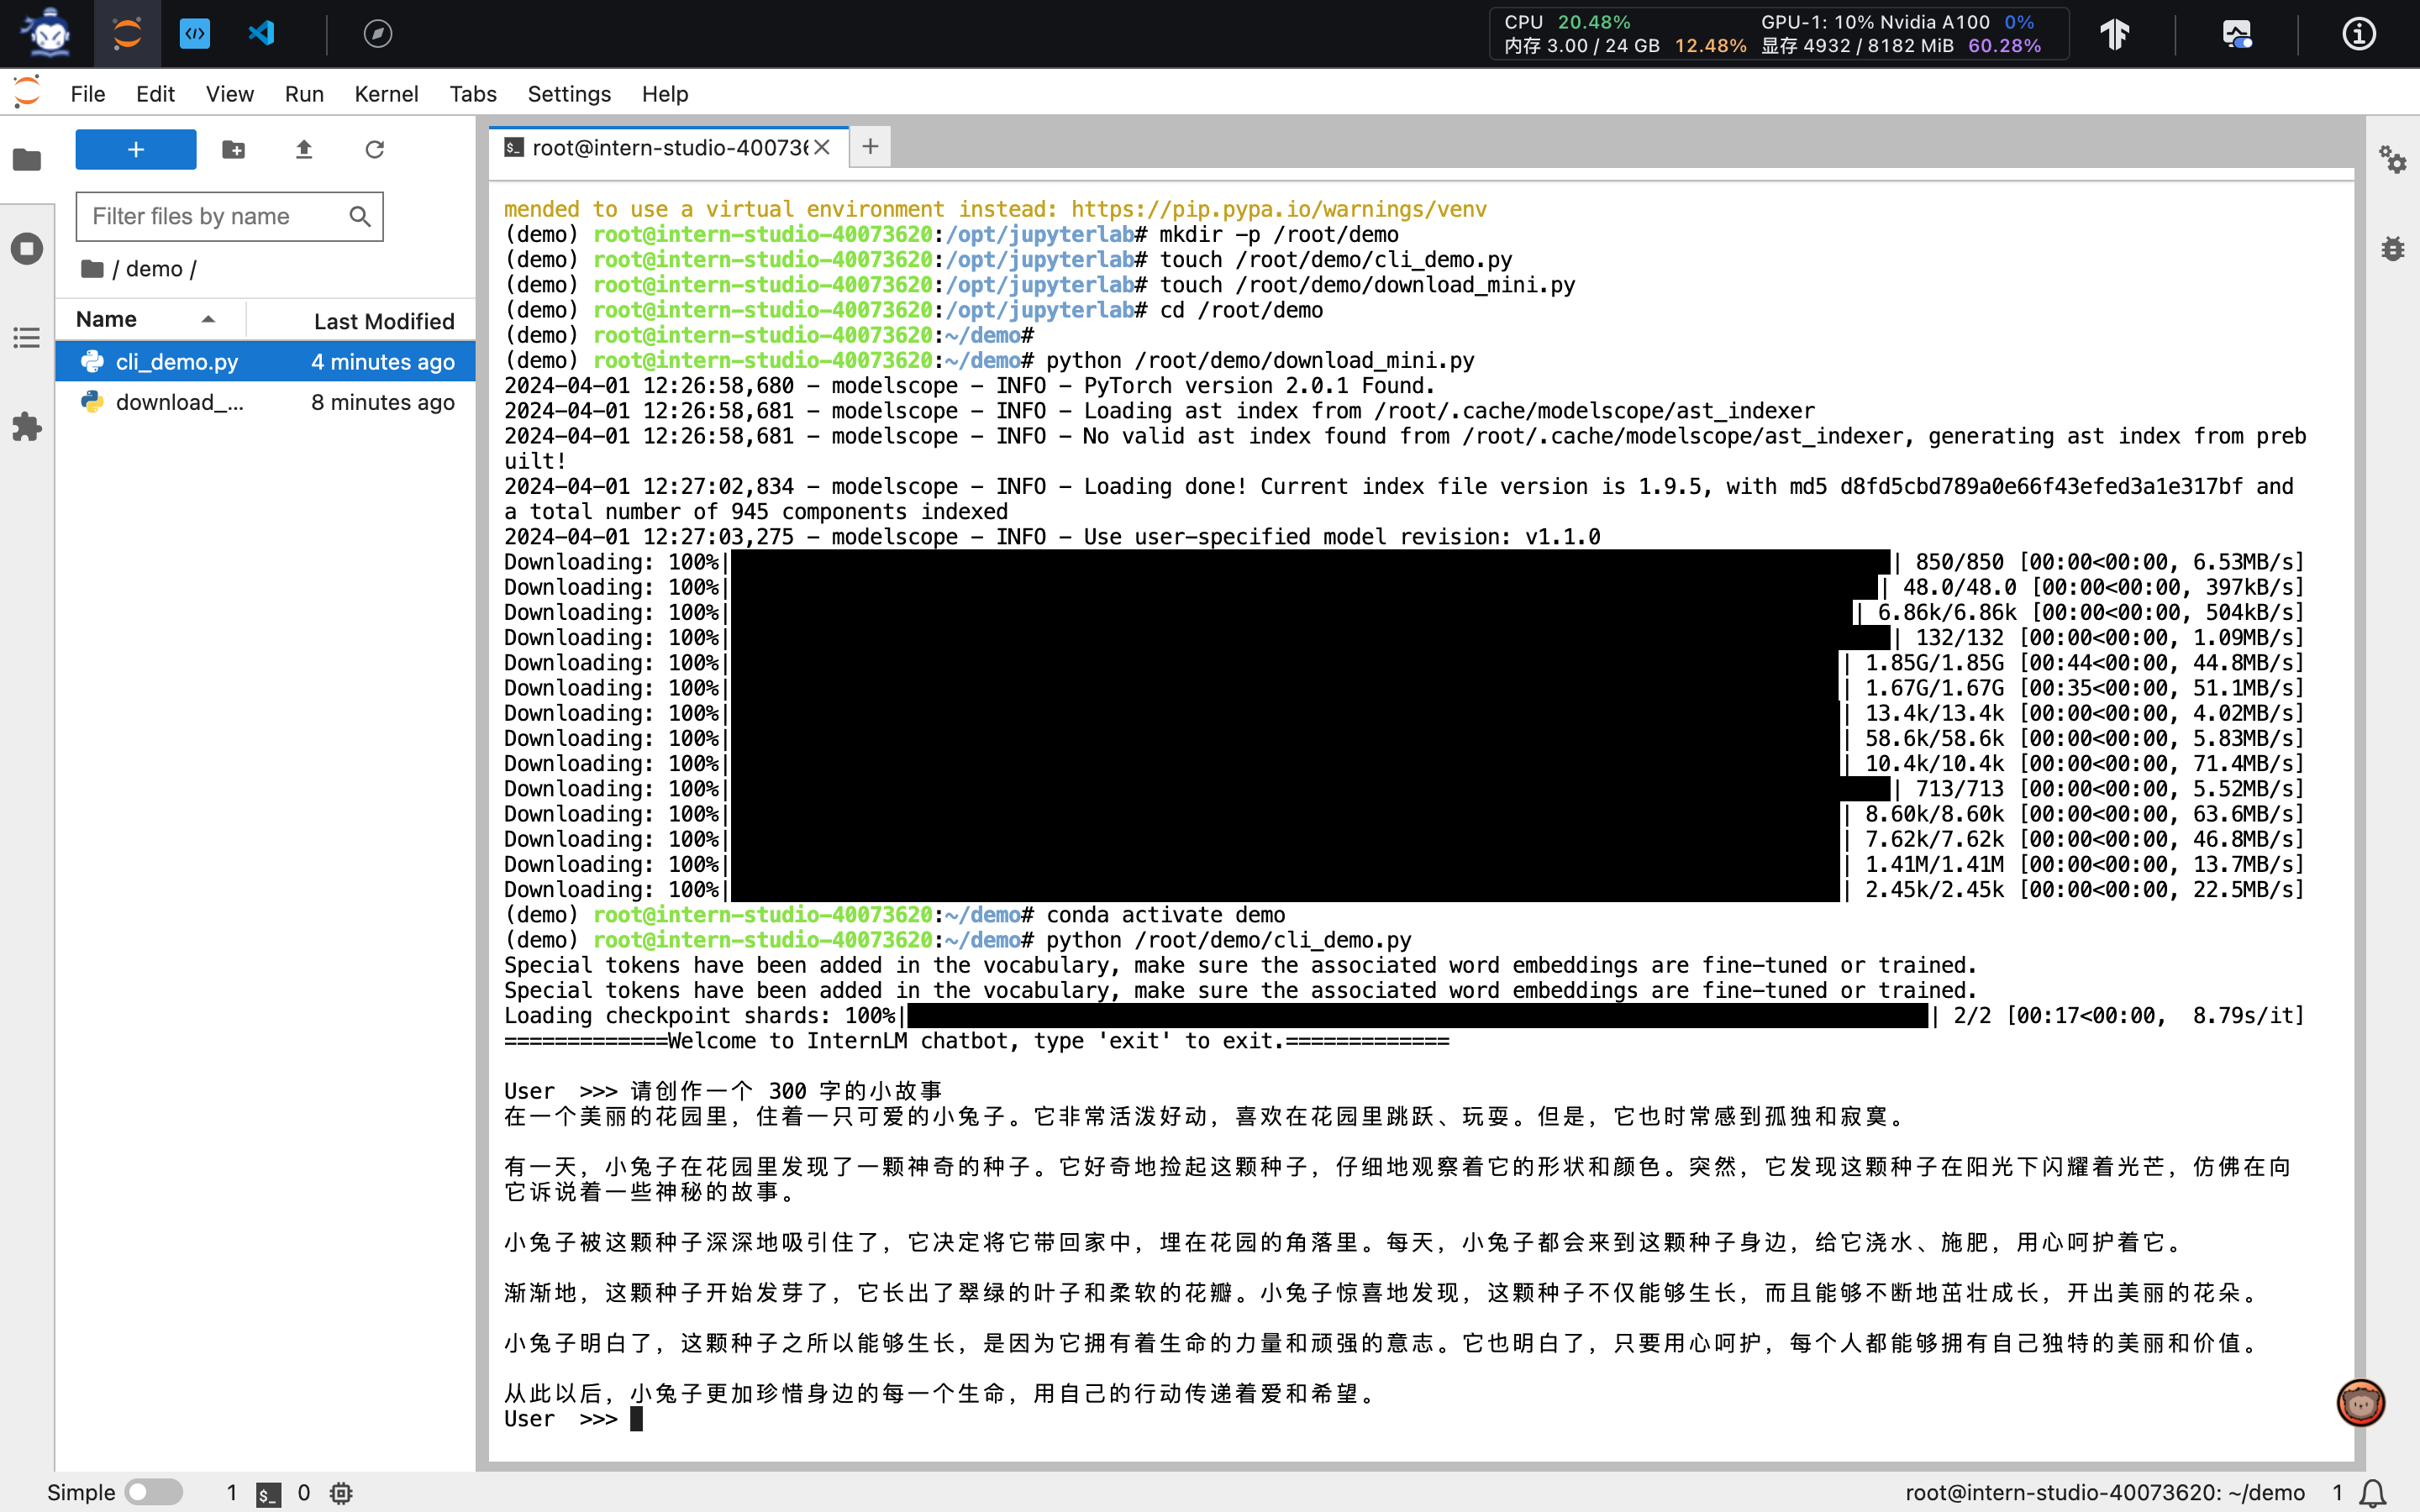 CPU 20.48% GPU-1: 10% Nvidia A100 0%
内存 3.00 / 24 GB 12.48% 显存 4932 / 8182 MiB 60.28%
File Edit View Run Kernel Tabs Settings Help
root@intern-studio-40073620
Filter files by name
/ demo /
Name Last Modified
cli_demo.py 4 minutes ago
download_... 8 minutes ago
mended to use a virtual environment instead: https://pip.pypa.io/warnings/venv
(demo) root@intern-studio-40073620:/opt/jupyterlab# mkdir -p /root/demo
(demo) root@intern-studio-40073620:/opt/jupyterlab# touch /root/demo/cli_demo.py
(demo) root@intern-studio-40073620:/opt/jupyterlab# touch /root/demo/download_mini.py
(demo) root@intern-studio-40073620:/opt/jupyterlab# cd /root/demo
(demo) root@intern-studio-40073620:~/demo#
(demo) root@intern-studio-40073620:~/demo# python /root/demo/download_mini.py
2024-04-01 12:26:58,680 - modelscope - INFO - PyTorch version 2.0.1 Found.
2024-04-01 12:26:58,681 - modelscope - INFO - Loading ast index from /root/.cache/modelscope/ast_indexer
2024-04-01 12:26:58,681 - modelscope - INFO - No valid ast index found from /root/.cache/modelscope/ast_indexer, generating ast index from preb
uilt!
2024-04-01 12:27:02,834 - modelscope - INFO - Loading done! Current index file version is 1.9.5, with md5 d8fd5cbd789a0e66f43efed3a1e317bf and
a total number of 945 components indexed
2024-04-01 12:27:03,275 - modelscope - INFO - Use user-specified model revision: v1.1.0
Downloading: 100%| | 850/850 [00:00<00:00, 6.53MB/s]
Downloading: 100%| | 48.0/48.0 [00:00<00:00, 397kB/s]
Downloading: 100%| | 6.86k/6.86k [00:00<00:00, 504kB/s]
Downloading: 100%| | 132/132 [00:00<00:00, 1.09MB/s]
Downloading: 100%| | 1.85G/1.85G [00:44<00:00, 44.8MB/s]
Downloading: 100%| | 1.67G/1.67G [00:35<00:00, 51.1MB/s]
Downloading: 100%| | 13.4k/13.4k [00:00<00:00, 4.02MB/s]
Downloading: 100%| | 58.6k/58.6k [00:00<00:00, 5.83MB/s]
Downloading: 100%| | 10.4k/10.4k [00:00<00:00, 71.4MB/s]
Downloading: 100%| | 713/713 [00:00<00:00, 5.52MB/s]
Downloading: 100%| | 8.60k/8.60k [00:00<00:00, 63.6MB/s]
Downloading: 100%| | 7.62k/7.62k [00:00<00:00, 46.8MB/s]
Downloading: 100%| | 1.41M/1.41M [00:00<00:00, 13.7MB/s]
Downloading: 100%| | 2.45k/2.45k [00:00<00:00, 22.5MB/s]
(demo) root@intern-studio-40073620:~/demo# conda activate demo
(demo) root@intern-studio-40073620:~/demo# python /root/demo/cli_demo.py
Special tokens have been added in the vocabulary, make sure the associated word embeddings are fine-tuned or trained.
Special tokens have been added in the vocabulary, make sure the associated word embeddings are fine-tuned or trained.
Loading checkpoint shards: 100%| | 2/2 [00:17<00:00, 8.79s/it]
=============Welcome to InternLM chatbot, type 'exit' to exit.=============
User >>> 请创作一个 300 字的小故事
在一个美丽的花园里，住着一只可爱的小兔子。它非常活泼好动，喜欢在花园里跳跃、玩耍。但是，它也时常感到孤独和寂寞。
有一天，小兔子在花园里发现了一颗神奇的种子。它好奇地捡起这颗种子，仔细地观察着它的形状和颜色。突然，它发现这颗种子在阳光下闪耀着光芒，仿佛在向
它诉说着一些神秘的故事。
小兔子被这颗种子深深地吸引住了，它决定将它带回家中，埋在花园的角落里。每天，小兔子都会来到这颗种子身边，给它浇水、施肥，用心呵护着它。
渐渐地，这颗种子开始发芽了，它长出了翠绿的叶子和柔软的花瓣。小兔子惊喜地发现，这颗种子不仅能够生长，而且能够不断地茁壮成长，开出美丽的花朵。
小兔子明白了，这颗种子之所以能够生长，是因为它拥有着生命的力量和顽强的意志。它也明白了，只要用心呵护，每个人都能够拥有自己独特的美丽和价值。
从此以后，小兔子更加珍惜身边的每一个生命，用自己的行动传递着爱和希望。
User >>>
Simple 1 $_ 0 root@intern-studio-40073620: ~/demo 1